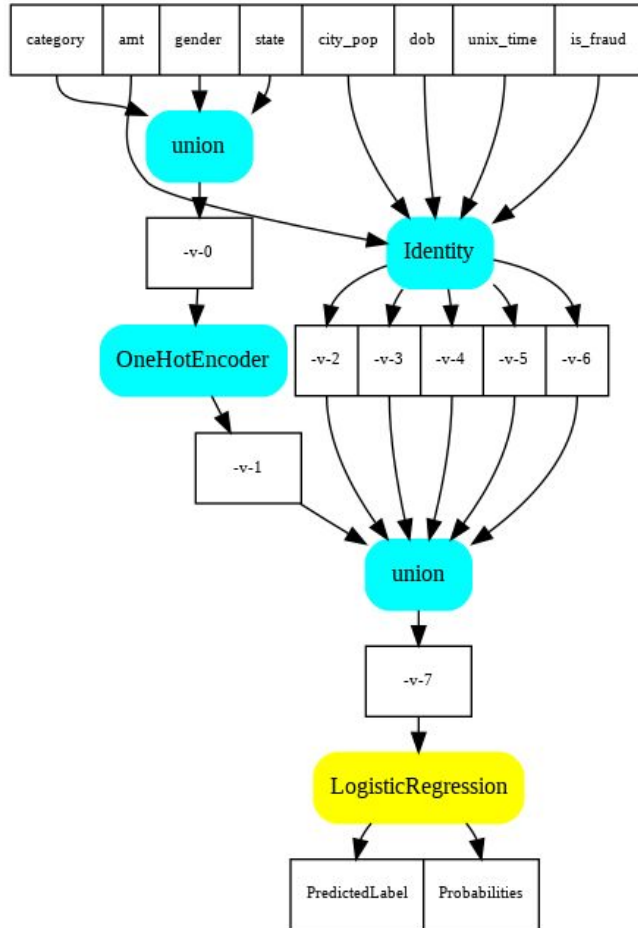 category amt gender state city_pop dob unix_time is_fraud
union
-v-0
Identity
OneHotEncoder
-v-2 -v-3 -v-4 -v-5 -v-6
-v-1
union
-v-7
LogisticRegression
PredictedLabel Probabilities